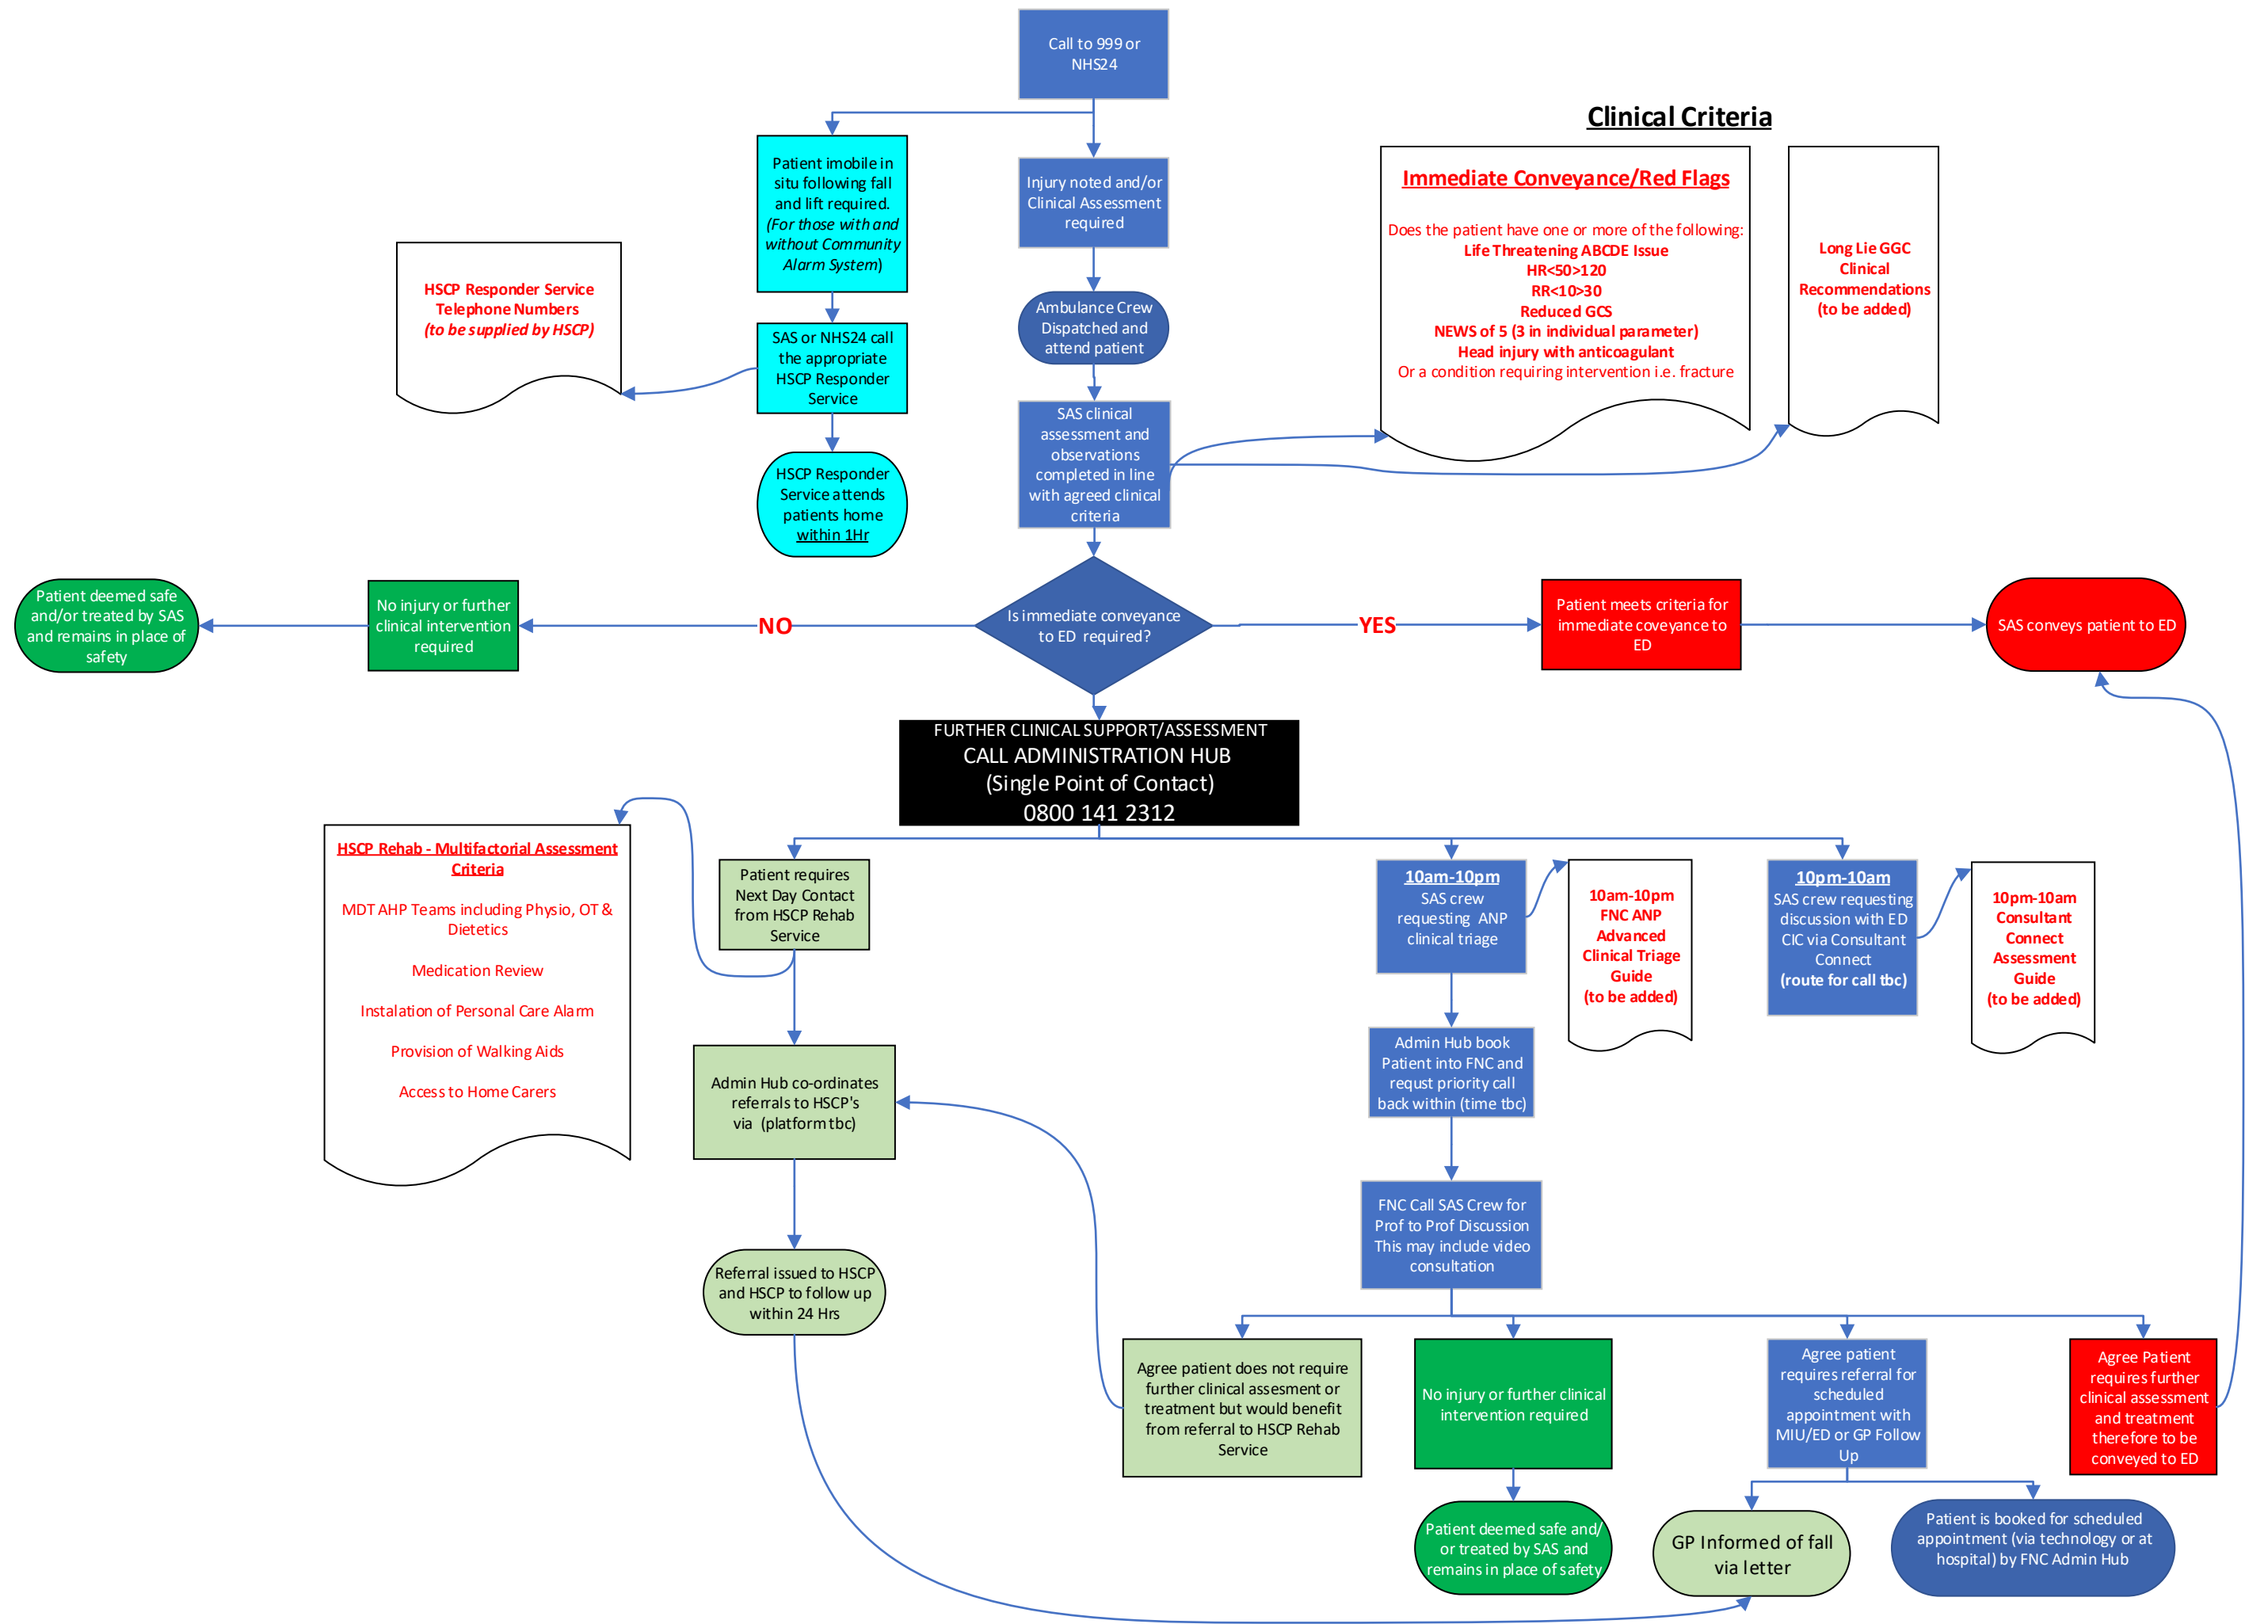 Call to 999 or
NHS24
Clinical Criteria
Patient imobile in
situ following fall
and lift required.
(For those with and
without Community
Alarm System)
Injury noted and/or
Clinical Assessment
required
Immediate Conveyance/Red Flags
Does the patient have one or more of the following:
Life Threatening ABCDE Issue
HR<50>120
RR<10>30
Reduced GCS
NEWS of 5 (3 in individual parameter)
Head injury with anticoagulant
Or a condition requiring intervention i.e. fracture
Long Lie GGC
Clinical
Recommendations
(to be added)
HSCP Responder Service
Telephone Numbers
(to be supplied by HSCP)
SAS or NHS24 call
the appropriate
HSCP Responder
Service
Ambulance Crew
Dispatched and
attend patient
HSCP Responder
Service attends
patients home
within 1Hr
SAS clinical
assessment and
observations
completed in line
with agreed clinical
criteria
Patient deemed safe
and/or treated by SAS
and remains in place of
safety
No injury or further
clinical intervention
required
NO
Is immediate conveyance
to ED required?
YES
Patient meets criteria for
immediate coveyance to
ED
SAS conveys patient to ED
FURTHER CLINICAL SUPPORT/ASSESSMENT
CALL ADMINISTRATION HUB
(Single Point of Contact)
0800 141 2312
HSCP Rehab - Multifactorial Assessment
Criteria
MDT AHP Teams including Physio, OT &
Dietetics
Medication Review
Instalation of Personal Care Alarm
Provision of Walking Aids
Access to Home Carers
Patient requires
Next Day Contact
from HSCP Rehab
Service
10am-10pm
SAS crew
requesting ANP
clinical triage
10am-10pm
FNC ANP
Advanced
Clinical Triage
Guide
(to be added)
10pm-10am
SAS crew requesting
discussion with ED
CIC via Consultant
Connect
(route for call tbc)
10pm-10am
Consultant
Connect
Assessment
Guide
(to be added)
Admin Hub co-ordinates
referrals to HSCP's
via (platform tbc)
Admin Hub book
Patient into FNC and
requst priority call
back within (time tbc)
FNC Call SAS Crew for
Prof to Prof Discussion
This may include video
consultation
Referral issued to HSCP
and HSCP to follow up
within 24 Hrs
Agree patient does not require
further clinical assesment or
treatment but would benefit
from referral to HSCP Rehab
Service
No injury or further clinical
intervention required
Agree patient
requires referral for
scheduled
appointment with
MIU/ED or GP Follow
Up
Agree Patient
requires further
clinical assessment
and treatment
therefore to be
conveyed to ED
Patient deemed safe and/
or treated by SAS and
remains in place of safety
GP Informed of fall
via letter
Patient is booked for scheduled
appointment (via technology or at
hospital) by FNC Admin Hub